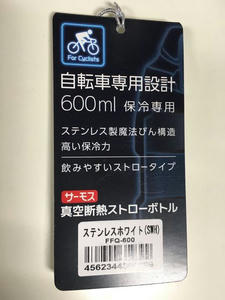 For Cyclists
自転車専用設計
600ml 保冷専用
ステンレス製魔法びん構造
高い保冷力
飲みやすいストロータイプ
サーモス
真空断熱ストローボトル
ステンレスホワイト(SWH)
FFQ-600